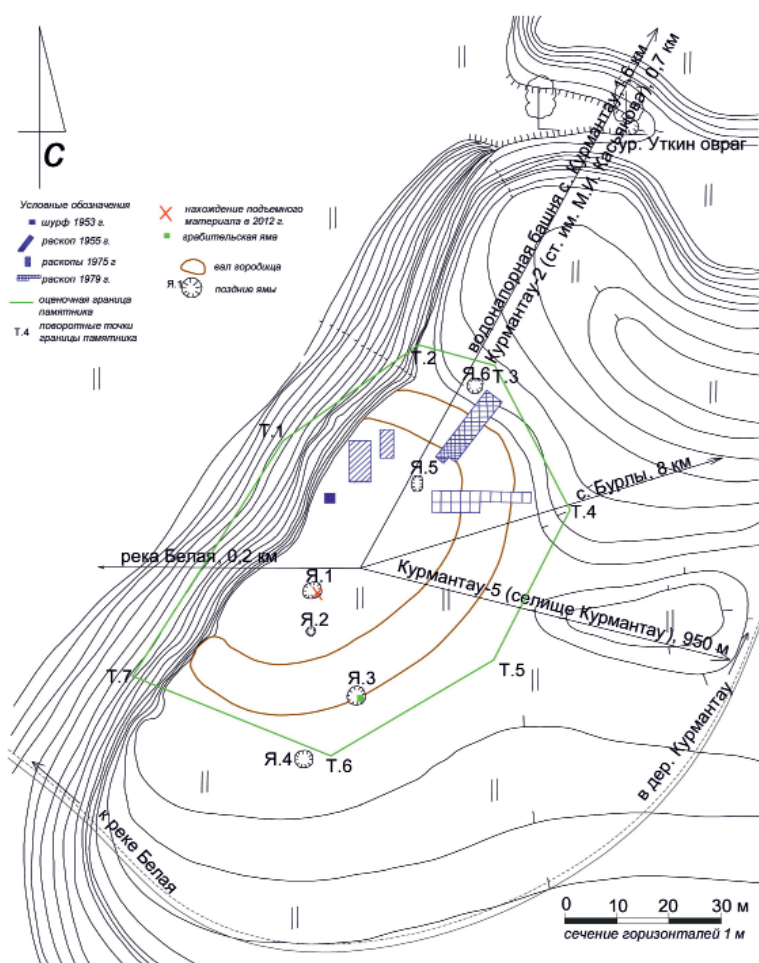 С
Условные обозначения
шурф 1953 г.
раскоп 1955 г.
раскопы 1975 г
раскоп 1979 г.
оценочная граница
памятника
Т.4 поворотные точки
границы памятника
нахождение подъемного
материала в 2012 г.
грабительская яма
вал городища
Я.1 поздние ямы
водонапорная башня с. Курмантау 1,6 км
Курмантау-2 (ст. им. М.И. Касьянова), 0,7 км
ур. Уткин овраг
Т.2
Я.6
Т.3
Т.1
Я.5
с. Бурлы, 8 км
Т.4
река Белая, 0,2 км
Я.1
Курмантау-5 (селище Курмантау), 950 м
Я.2
Т.7
Я.3
Т.5
Я.4
Т.6
в дер. Курмантау
к реке Белая
0 10 20 30 м
сечение горизонталей 1 м